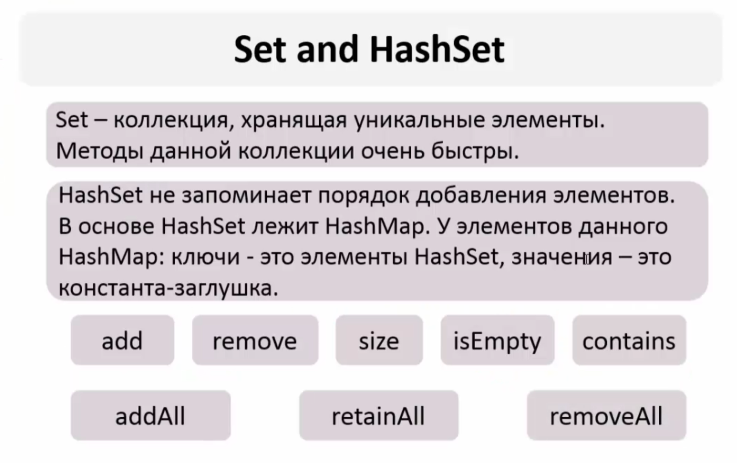 Set and HashSet
Set – коллекция, хранящая уникальные элементы.
Методы данной коллекции очень быстры.
HashSet не запоминает порядок добавления элементов.
В основе HashSet лежит HashMap. У элементов данного
HashMap: ключи - это элементы HashSet, значения – это
константа-заглушка.
add remove size isEmpty contains
addAll retainAll removeAll